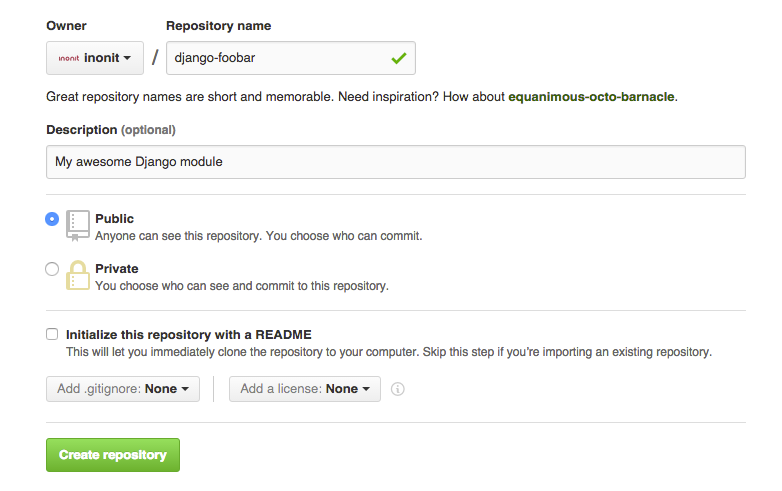 Owner Repository name
inonit inonit / django-foobar
Great repository names are short and memorable. Need inspiration? How about equanimous-octo-barnacle.
Description (optional)
My awesome Django module
Public
Anyone can see this repository. You choose who can commit.
Private
You choose who can see and commit to this repository.
Initialize this repository with a README
This will let you immediately clone the repository to your computer. Skip this step if you're importing an existing repository.
Add .gitignore: None Add a license: None
Create repository